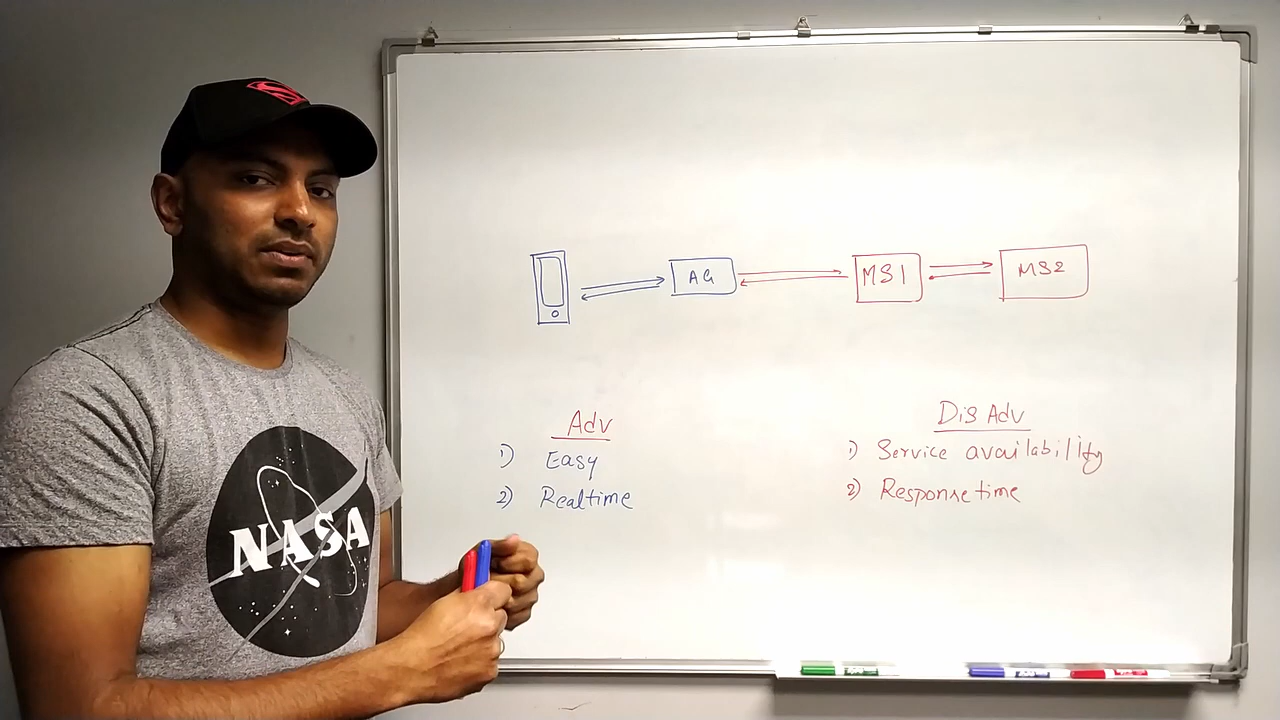 AG
MS1
MS2
Adv
1) Easy
2) Realtime
Dis Adv
1) Service availability
2) Response time
NASA